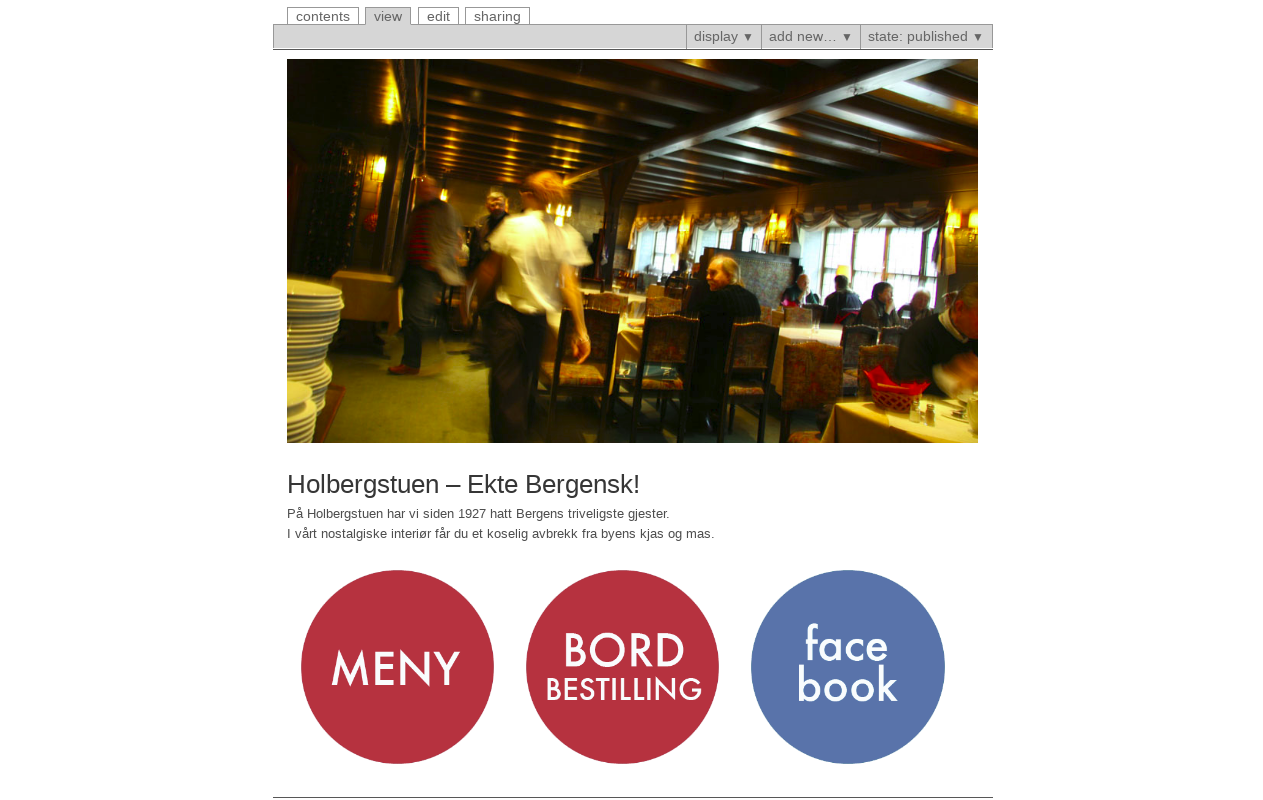 contents view edit sharing
display ▼ add new… ▼ state: published ▼
Holbergstuen – Ekte Bergensk!
På Holbergstuen har vi siden 1927 hatt Bergens triveligste gjester.
I vårt nostalgiske interiør får du et koselig avbrekk fra byens kjas og mas.
MENY
BORD
BESTILLING
face
book